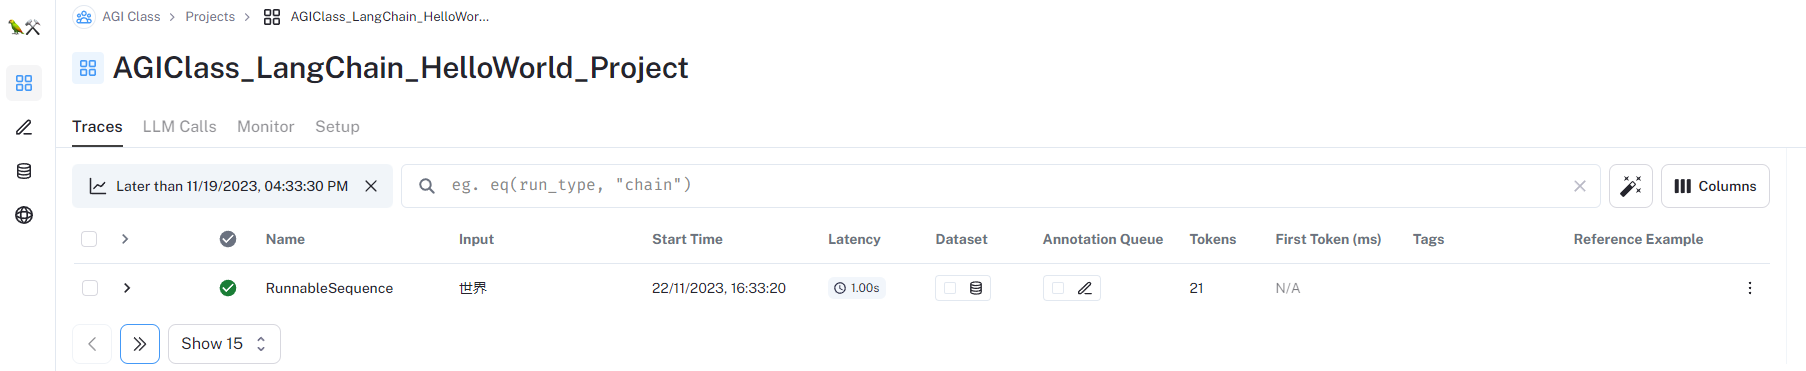 AGI Class > Projects > AGIClass_LangChain_HelloWor...
AGIClass_LangChain_HelloWorld_Project
Traces LLM Calls Monitor Setup
Later than 11/19/2023, 04:33:30 PM eg. eq(run_type, "chain") Columns
Name Input Start Time Latency Dataset Annotation Queue Tokens First Token (ms) Tags Reference Example
RunnableSequence 世界 22/11/2023, 16:33:20 1.00s 21 N/A
Show 15